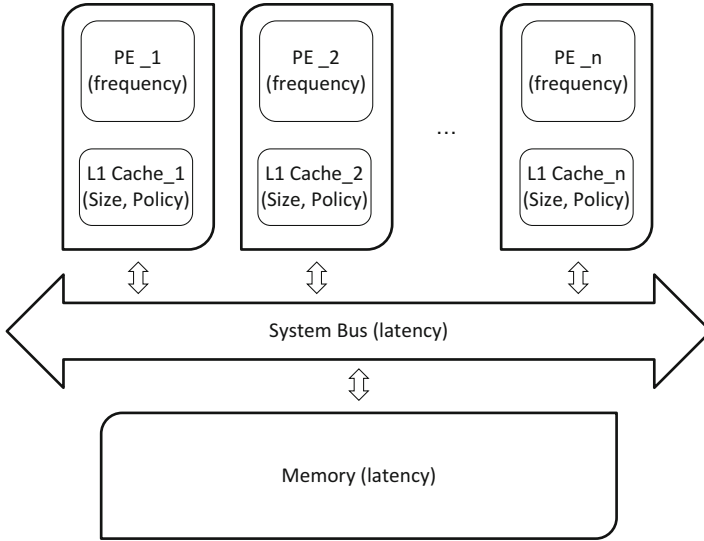 PE _1
(frequency)
L1 Cache_1
(Size, Policy)
PE _2
(frequency)
L1 Cache_2
(Size, Policy)
...
PE _n
(frequency)
L1 Cache_n
(Size, Policy)
System Bus (latency)
Memory (latency)